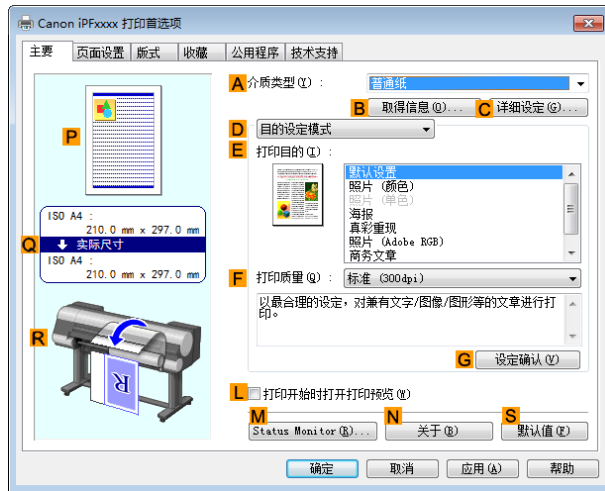 Canon iPFxxxx 打印首选项
主要 页面设置 版式 收藏 公用程序 技术支持
A 介质类型(Y) : 普通纸
B 取得信息(O)... C 详细设定(G)...
D 目的设定模式
E 打印目的(I) :
默认设置
照片 (颜色)
照片 (单色)
海报
真彩重现
照片 (Adobe RGB)
商务文章
F 打印质量(Q) : 标准 (300dpi)
以最合理的设定，对兼有文字/图像/图形等的文章进行打
印。
G 设定确认(V)
L 打印开始时打开打印预览(W)
M N S
Status Monitor(R)... 关于(B) 默认值(F)
P
Q
ISO A4 :
210.0 mm x 297.0 mm
实际尺寸
ISO A4 :
210.0 mm x 297.0 mm
R
R
确定 取消 应用(A) 帮助